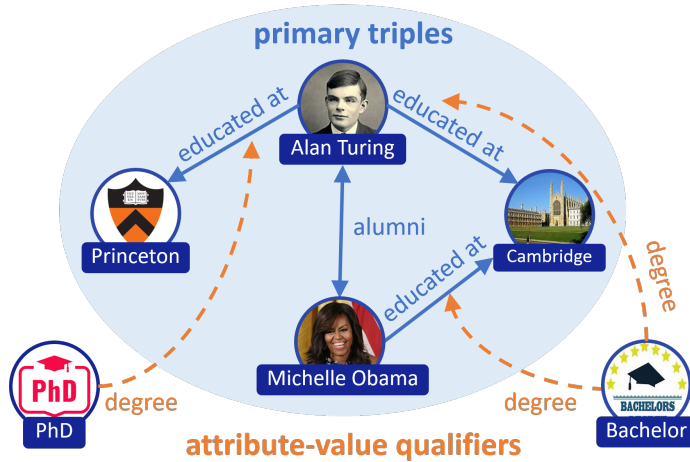 primary triples
educated at
educated at
Alan Turing
Princeton
alumni
Cambridge
educated at
degree
Michelle Obama
PhD
PhD
degree
degree
BACHELORS
Bachelor
attribute-value qualifiers